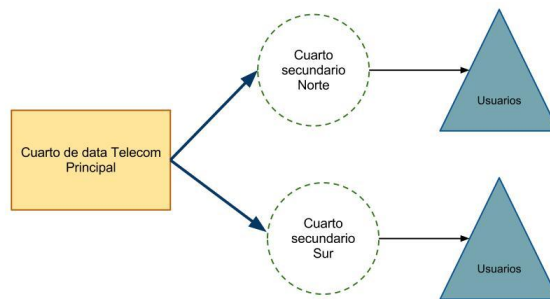 Cuarto
secundario
Norte
Usuarios
Cuarto de data Telecom
Principal
Cuarto
secundario
Sur
Usuarios